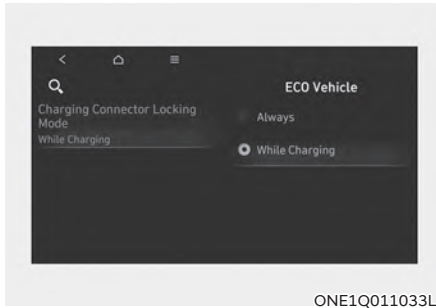 ECO Vehicle
Charging Connector Locking
Mode
While Charging
Always
While Charging
ONE1Q011033L